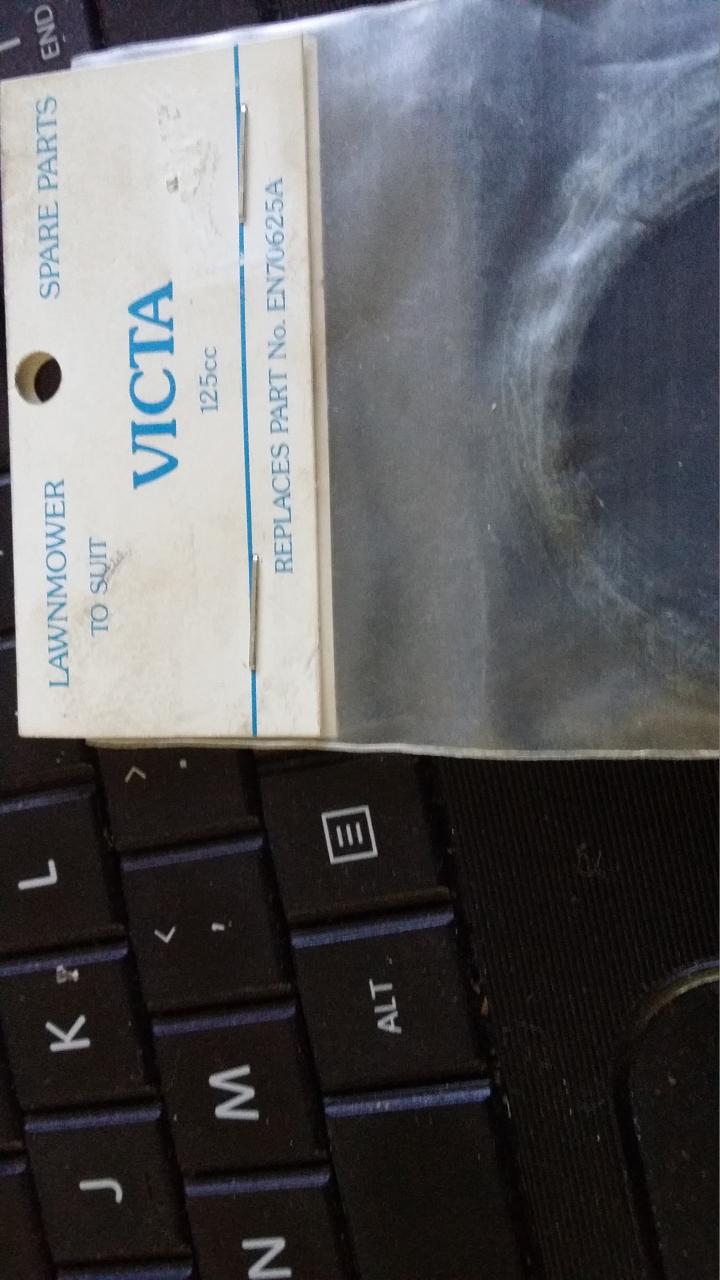 LAWNMOWER SPARE PARTS
TO SUIT
VICTA
125cc
REPLACES PART No. EN70625A
END
L
> .
K
< ,
ALT
J
M
N